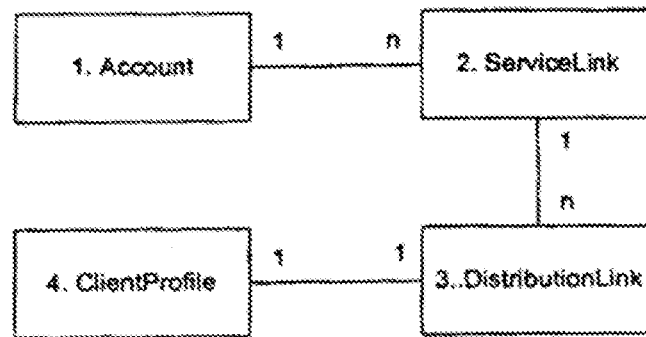 1. Account
1
n
2. ServiceLink
1
n
4. ClientProfile
1
1
3..DistributionLink